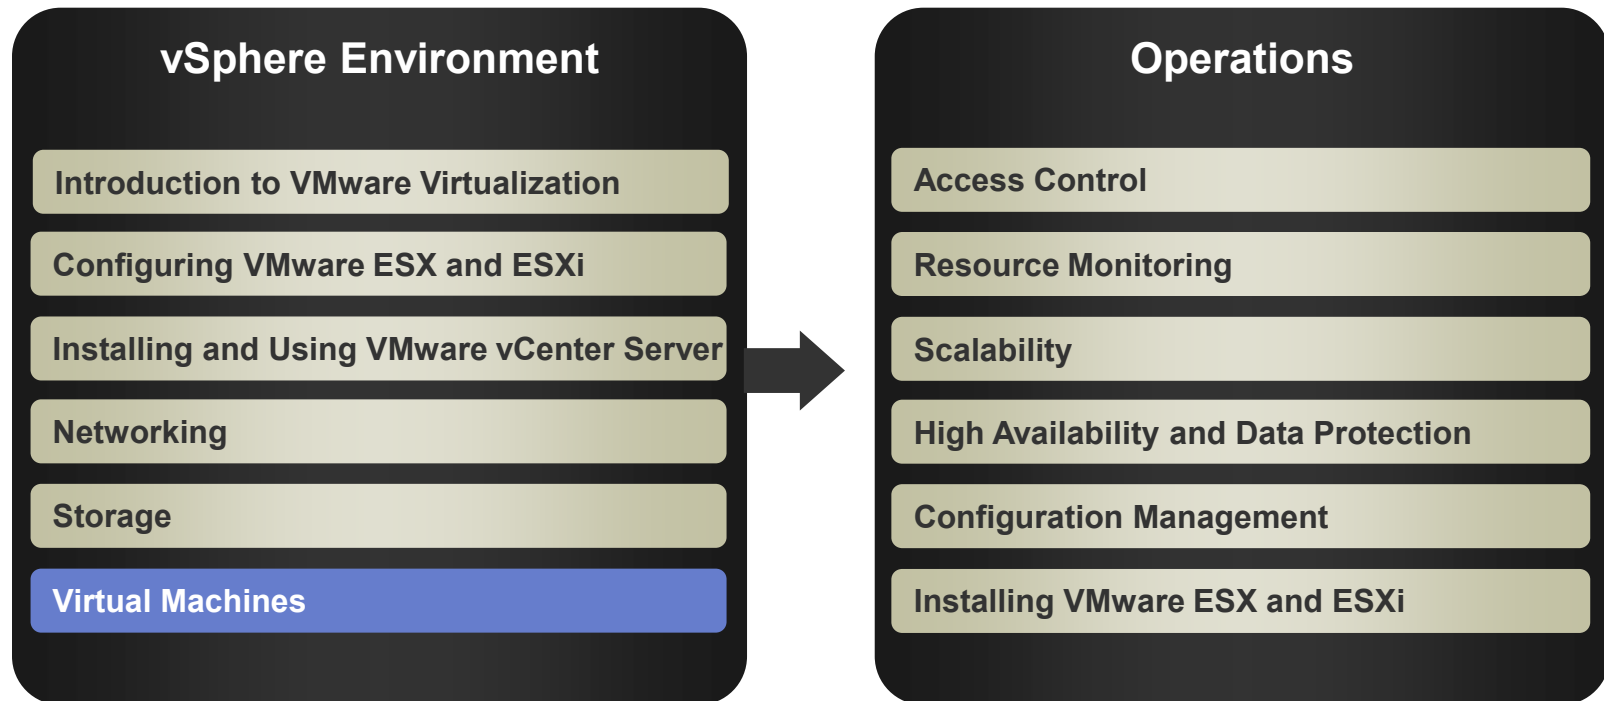 vSphere Environment
Introduction to VMware Virtualization
Configuring VMware ESX and ESXi
Installing and Using VMware vCenter Server
Networking
Storage
Virtual Machines
Operations
Access Control
Resource Monitoring
Scalability
High Availability and Data Protection
Configuration Management
Installing VMware ESX and ESXi